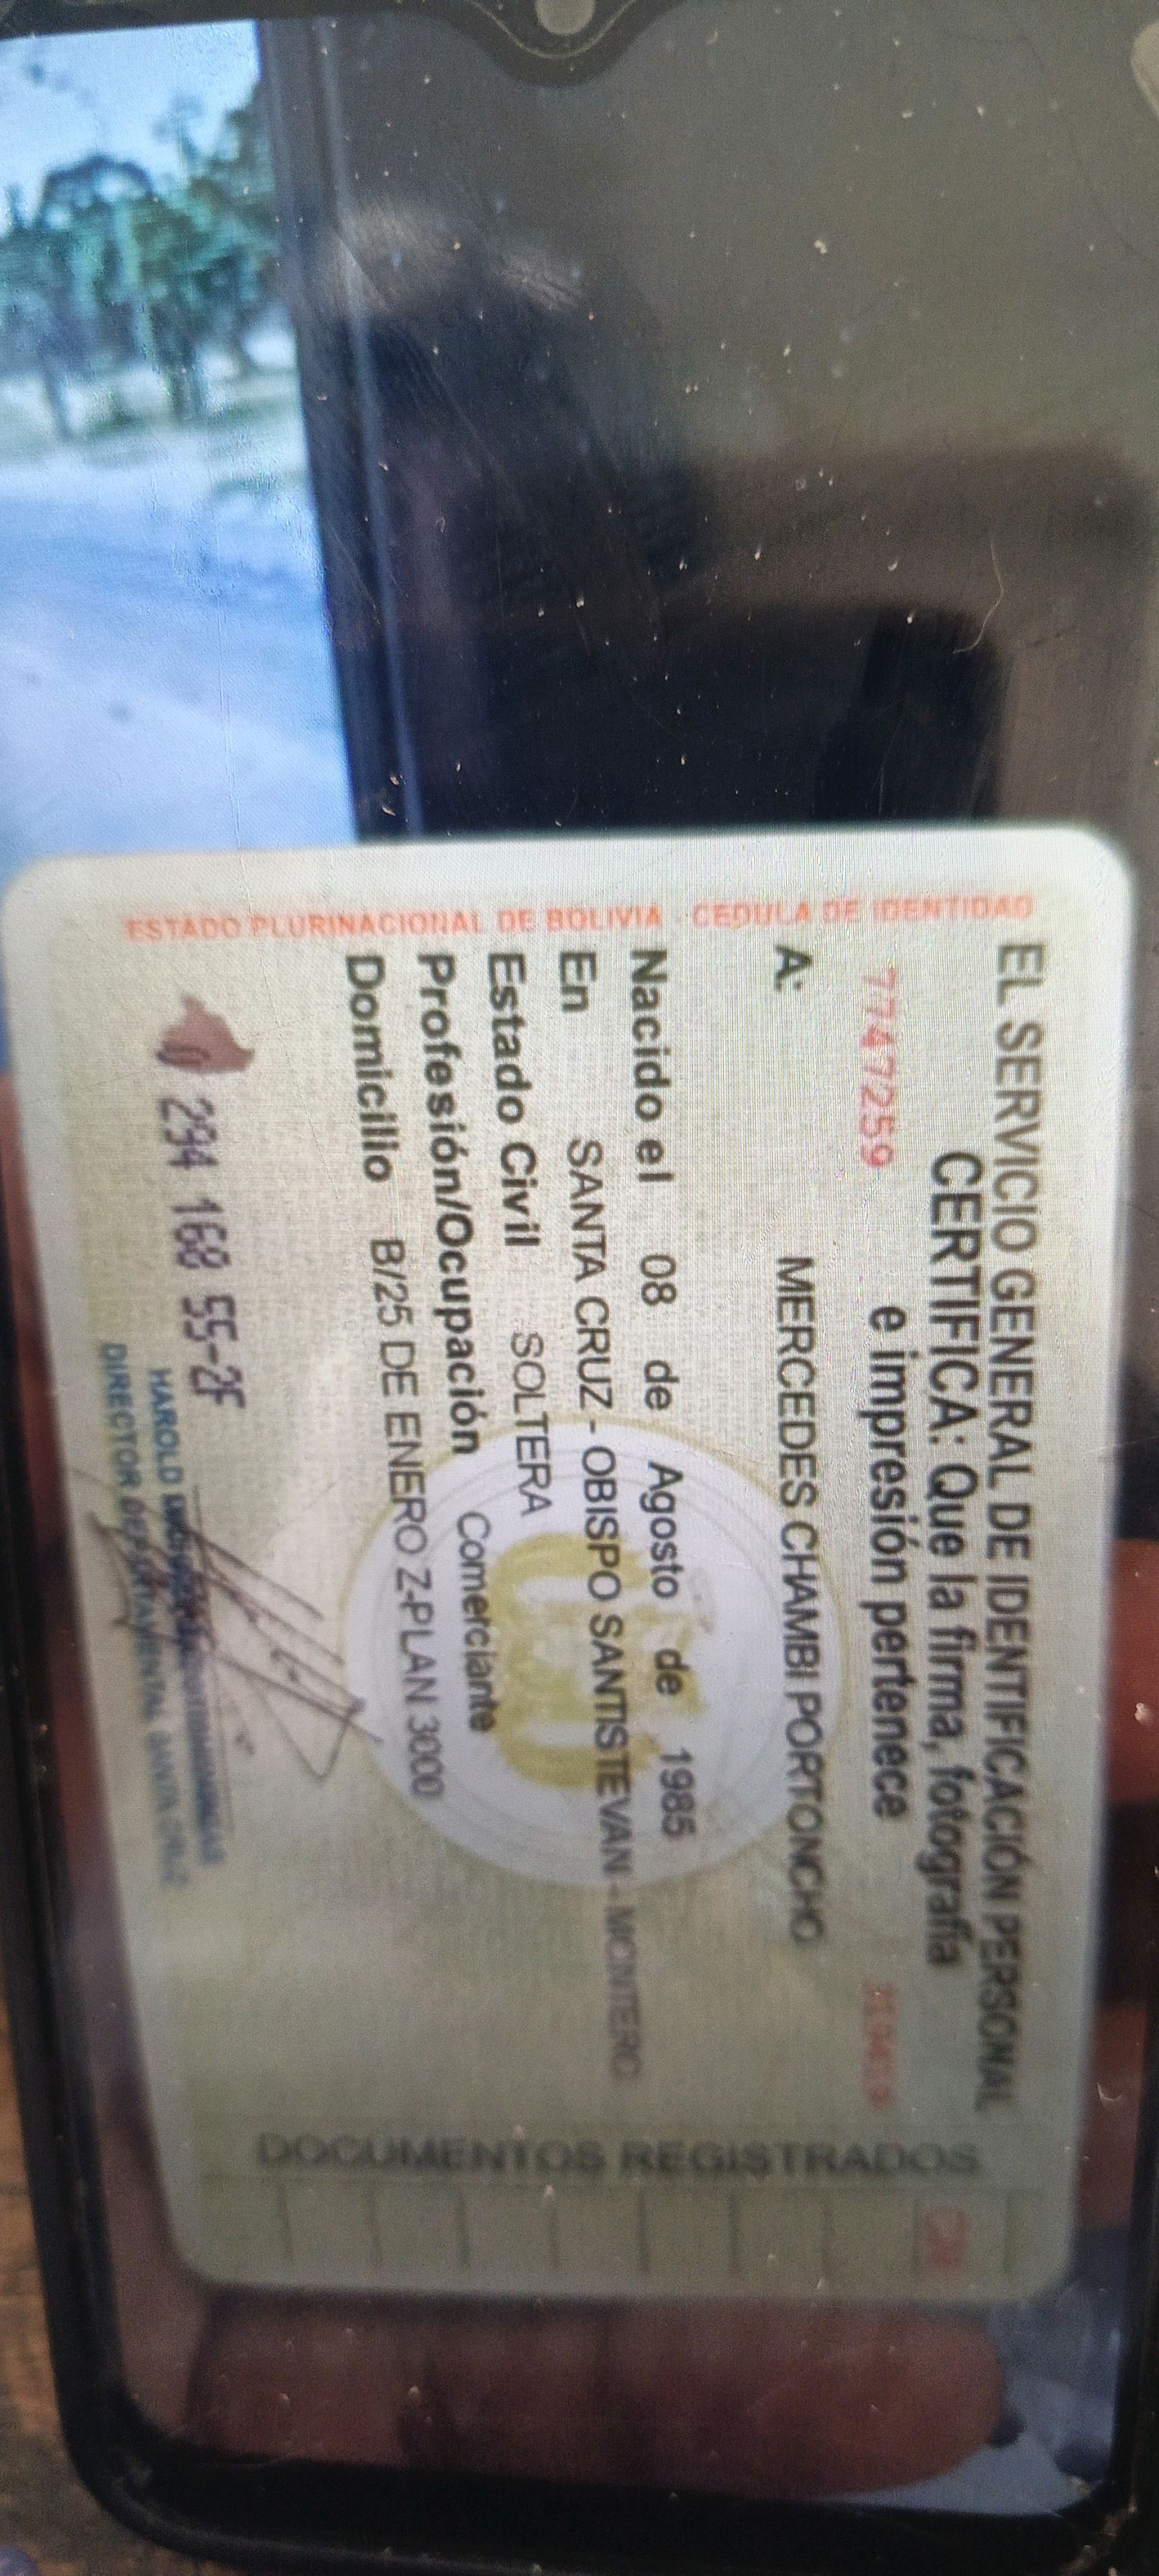 ESTADO PLURINACIONAL DE BOLIVIA - CEDULA DE IDENTIDAD
EL SERVICIO GENERAL DE IDENTIFICACIÓN PERSONAL
CERTIFICA: Que la firma, fotografía
7747259 e impresión pertenece
A: MERCEDES CHAMBI PORTONCHO
Nacido el 08 de Agosto de 1985
En SANTA CRUZ - OBISPO SANTISTEVAN - MONTERO
Estado Civil SOLTERA
Profesión/Ocupación Comerciante
Domicilio B/25 DE ENERO Z-PLAN 3000
294 168 55-2F
HAROLD
DIRECTOR DEPARTAMENTAL SANTA CRUZ
DOCUMENTOS REGISTRADOS